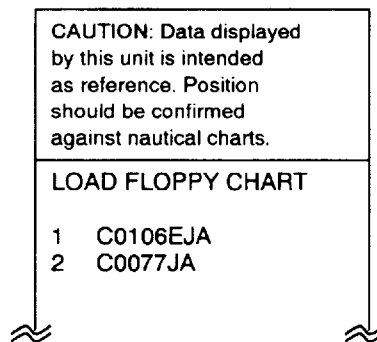 CAUTION: Data displayed
by this unit is intended
as reference. Position
should be confirmed
against nautical charts.
LOAD FLOPPY CHART
1 C0106EJA
2 C0077JA